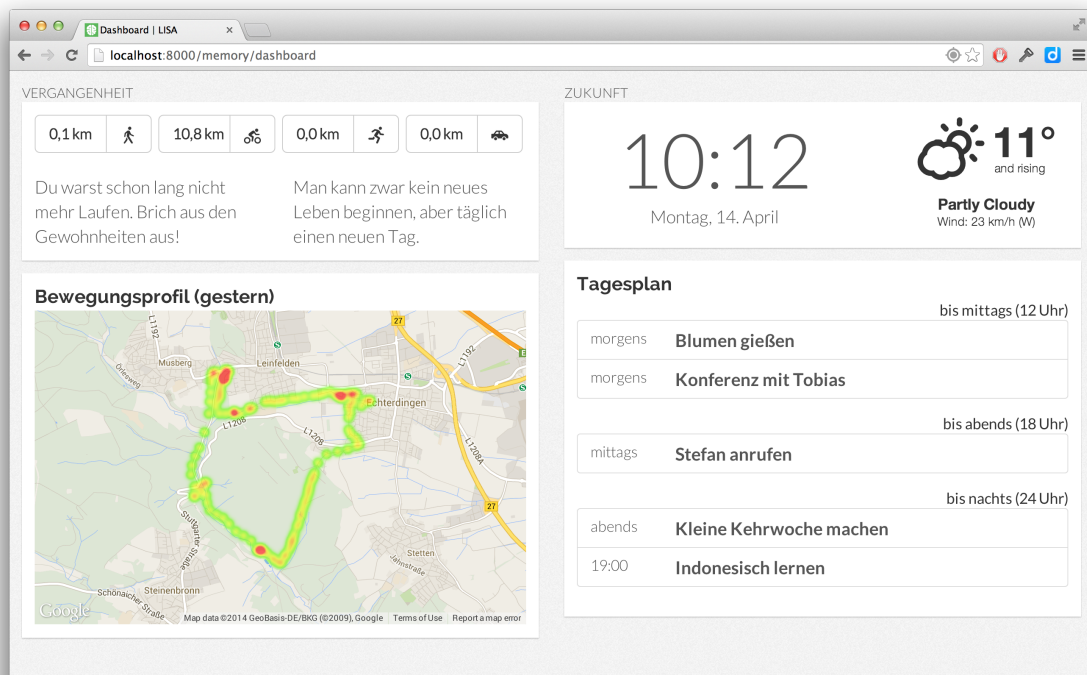 Dashboard | LISA
localhost:8000/memory/dashboard
VERGANGENHEIT
0,1 km
10,8 km
0,0 km
0,0 km
Du warst schon lang nicht
mehr Laufen. Brich aus den
Gewohnheiten aus!
Man kann zwar kein neues
Leben beginnen, aber täglich
einen neuen Tag.
Bewegungsprofil (gestern)
L1192
27
L1192
E
Musberg
Leinfelden
S
S
S
Örlesweg
Echterdingen
L1208
L1208
L1208A
27
Stuttgarter Straße
Stetten
Jahnstraße
Steinenbronn
Schönaicher Straße
Google
Map data ©2014 GeoBasis-DE/BKG (©2009), Google
Terms of Use
Report a map error
ZUKUNFT
10:12
Montag, 14. April
11°
and rising
Partly Cloudy
Wind: 23 km/h (W)
Tagesplan
bis mittags (12 Uhr)
morgens Blumen gießen
morgens Konferenz mit Tobias
bis abends (18 Uhr)
mittags Stefan anrufen
bis nachts (24 Uhr)
abends Kleine Kehrwoche machen
19:00 Indonesisch lernen